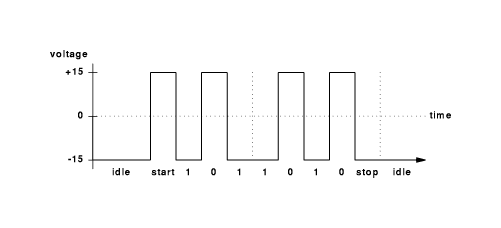 voltage
+15
0
time
-15
idle start 1 0 1 1 0 1 0 stop idle